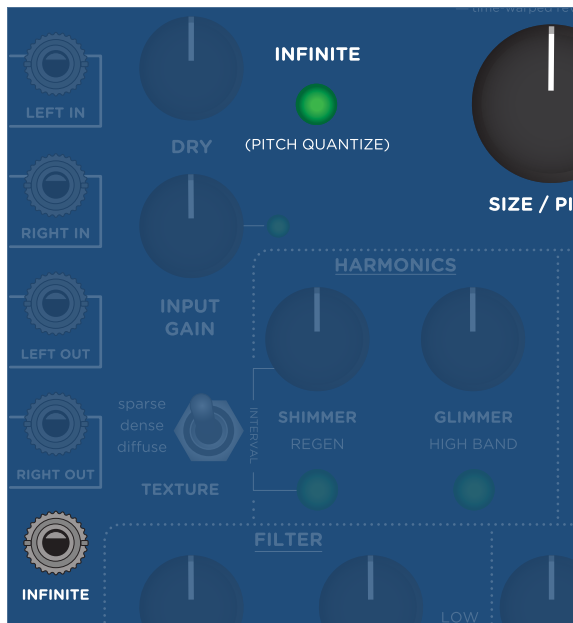 — time-warped rev
INFINITE
LEFT IN
DRY
(PITCH QUANTIZE)
SIZE / PI
RIGHT IN
HARMONICS
INPUT
GAIN
LEFT OUT
sparse
dense
diffuse
INTERVAL
SHIMMER
GLIMMER
REGEN
HIGH BAND
RIGHT OUT
TEXTURE
FILTER
INFINITE
LOW